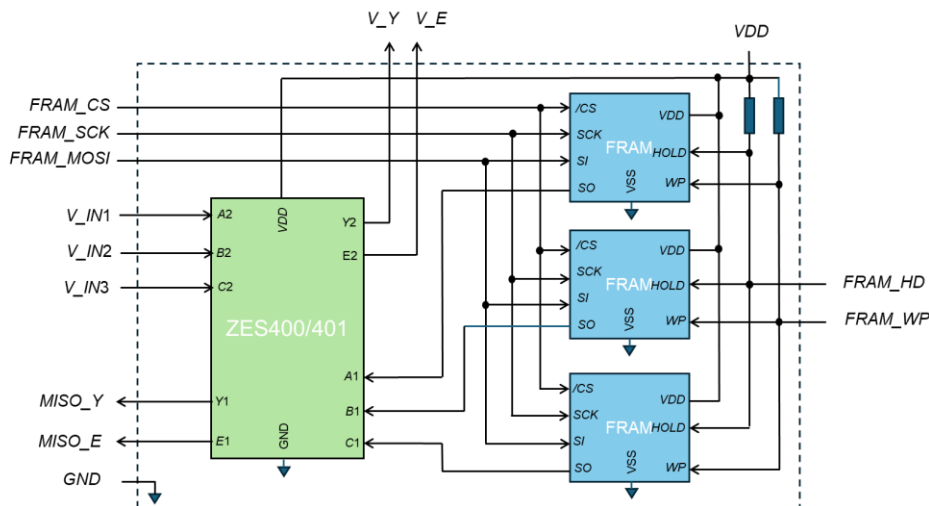 V_Y V_E
VDD
FRAM_CS
FRAM_SCK
FRAM_MOSI
V_IN1
V_IN2
V_IN3
MISO_Y
MISO_E
GND
A2
B2
C2
VDD
Y2
E2
ZES400/401
A1
B1
C1
Y1
E1
GND
/CS
SCK
SI
SO
FRAM
VDD
HOLD
WP
VSS
/CS
SCK
SI
SO
FRAM
VDD
HOLD
WP
VSS
/CS
SCK
SI
SO
FRAM
VDD
HOLD
WP
VSS
FRAM_HD
FRAM_WP